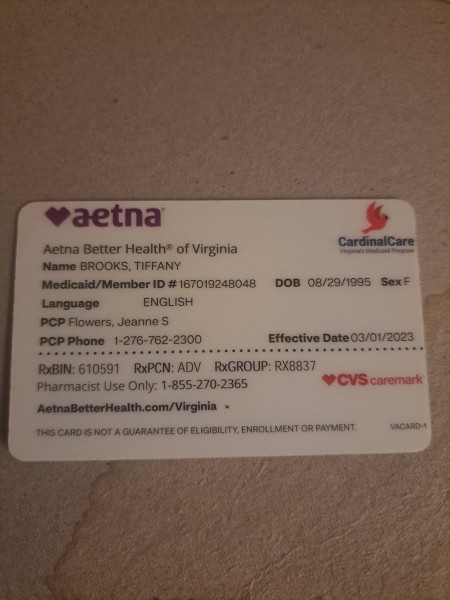 aetna®
CardinalCare
Virginia's Medicaid Program
Aetna Better Health® of Virginia
Name BROOKS, TIFFANY
Medicaid/Member ID # 167019248048 DOB 08/29/1995 Sex F
Language ENGLISH
PCP Flowers, Jeanne S
PCP Phone 1-276-762-2300 Effective Date 03/01/2023
RxBIN: 610591 RxPCN: ADV RxGROUP: RX8837
Pharmacist Use Only: 1-855-270-2365
CVS caremark
AetnaBetterHealth.com/Virginia
THIS CARD IS NOT A GUARANTEE OF ELIGIBILITY, ENROLLMENT OR PAYMENT.
VACARD-1